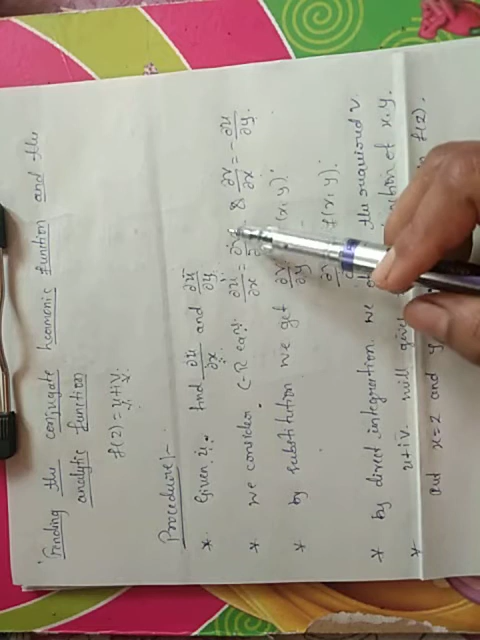 Finding the conjugate harmonic function and the
analytic function
f(z) = u+iv.
Procedure:-
* Given u. find ∂u/∂x and ∂u/∂y.
* we consider C-R eqns ∂u/∂x = & ∂v/∂x = -∂u/∂y.
* by substitution we get ∂v/∂y (x,y).
f(x,y).
* by direct integration. we the required v.
* u+iv will give of x,y.
put x=z and f(z).